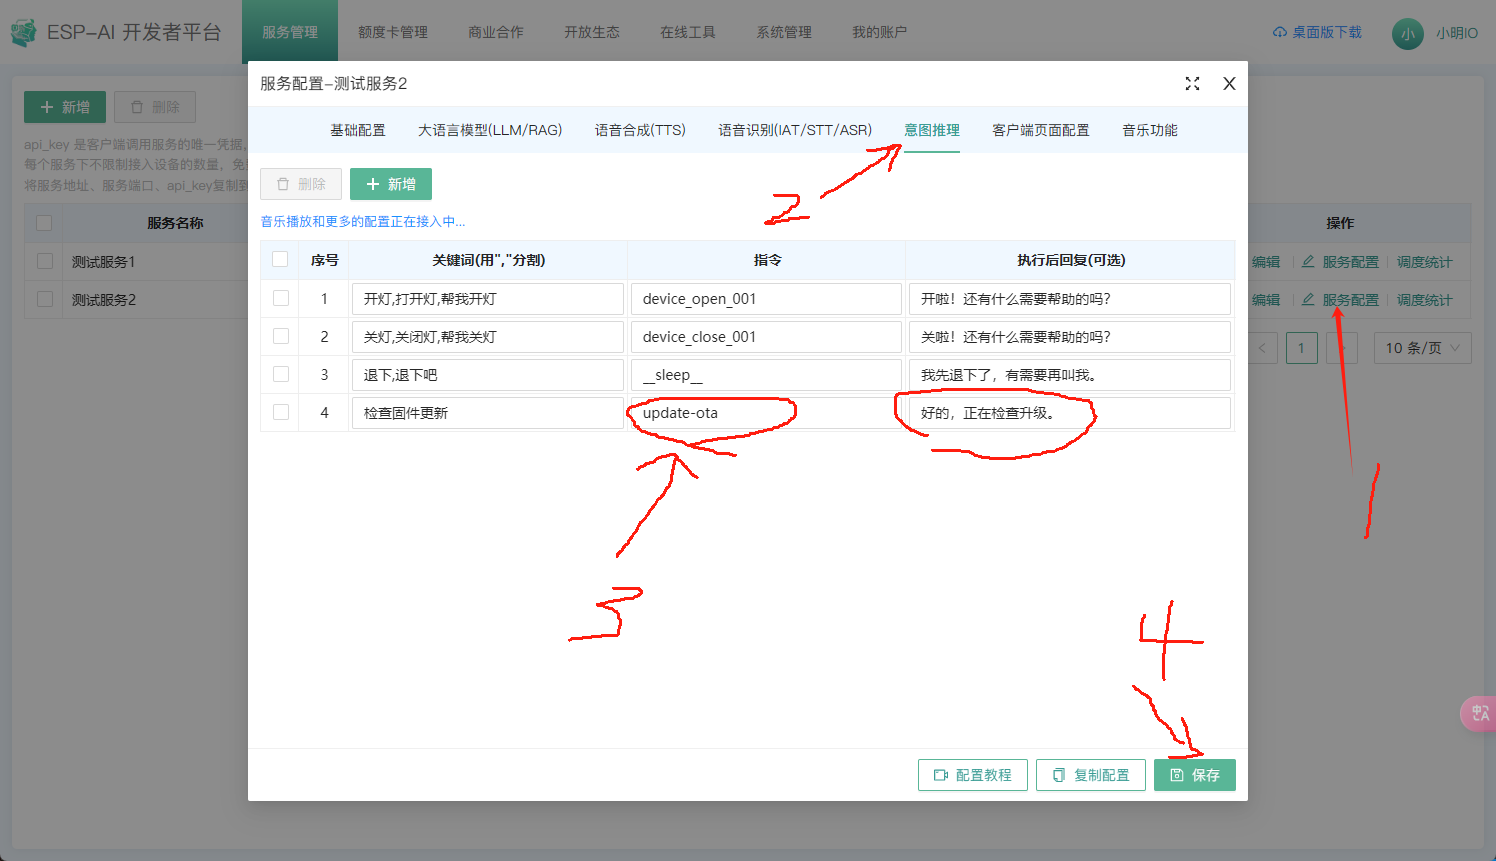 ESP-AI 开发者平台
服务管理 额度卡管理 商业合作 开放生态 在线工具 系统管理 我的账户 桌面版下载 小 小明IO
服务配置-测试服务2
新增 删除
基础配置 大语言模型(LLM/RAG) 语音合成(TTS) 语音识别(IAT/STT/ASR) 意图推理 客户端页面配置 音乐功能
api_key 是客户端调用服务的唯一凭据,
每个服务下不限制接入设备的数量,
将服务地址、服务端口、api_key复制到
删除 新增
2
音乐播放和更多的配置正在接入中...
服务名称 操作
序号 关键词(用","分割) 指令 执行后回复(可选)
测试服务1 编辑 服务配置 调度统计
1 开灯,打开灯,帮我开灯 device_open_001 开啦！还有什么需要帮助的吗?
测试服务2 编辑 服务配置 调度统计
2 关灯,关闭灯,帮我关灯 device_close_001 关啦！还有什么需要帮助的吗?
1 10 条/页
3 退下,退下吧 __sleep__ 我先退下了，有需要再叫我。
4 检查固件更新 update-ota 好的，正在检查升级。
1
3
4
配置教程 复制配置 保存